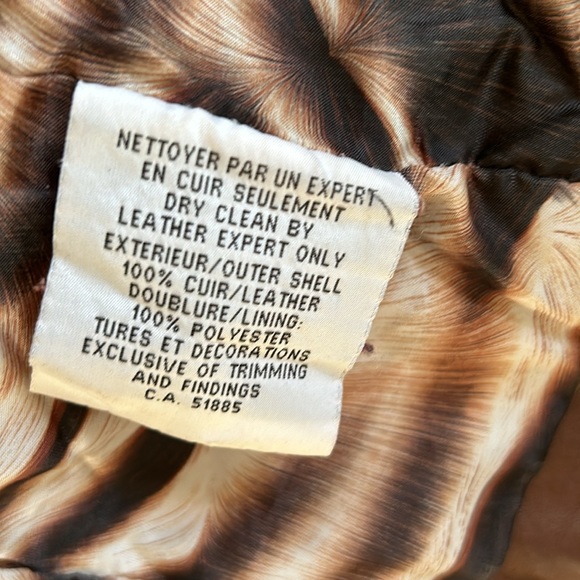 NETTOYER PAR UN EXPERT
EN CUIR SEULEMENT
DRY CLEAN BY
LEATHER EXPERT ONLY
EXTERIEUR/OUTER SHELL
100% CUIR/LEATHER
DOUBLURE/LINING:
100% POLYESTER
TURES ET DECORATIONS
EXCLUSIVE OF TRIMMING
AND FINDINGS
C.A. 51885